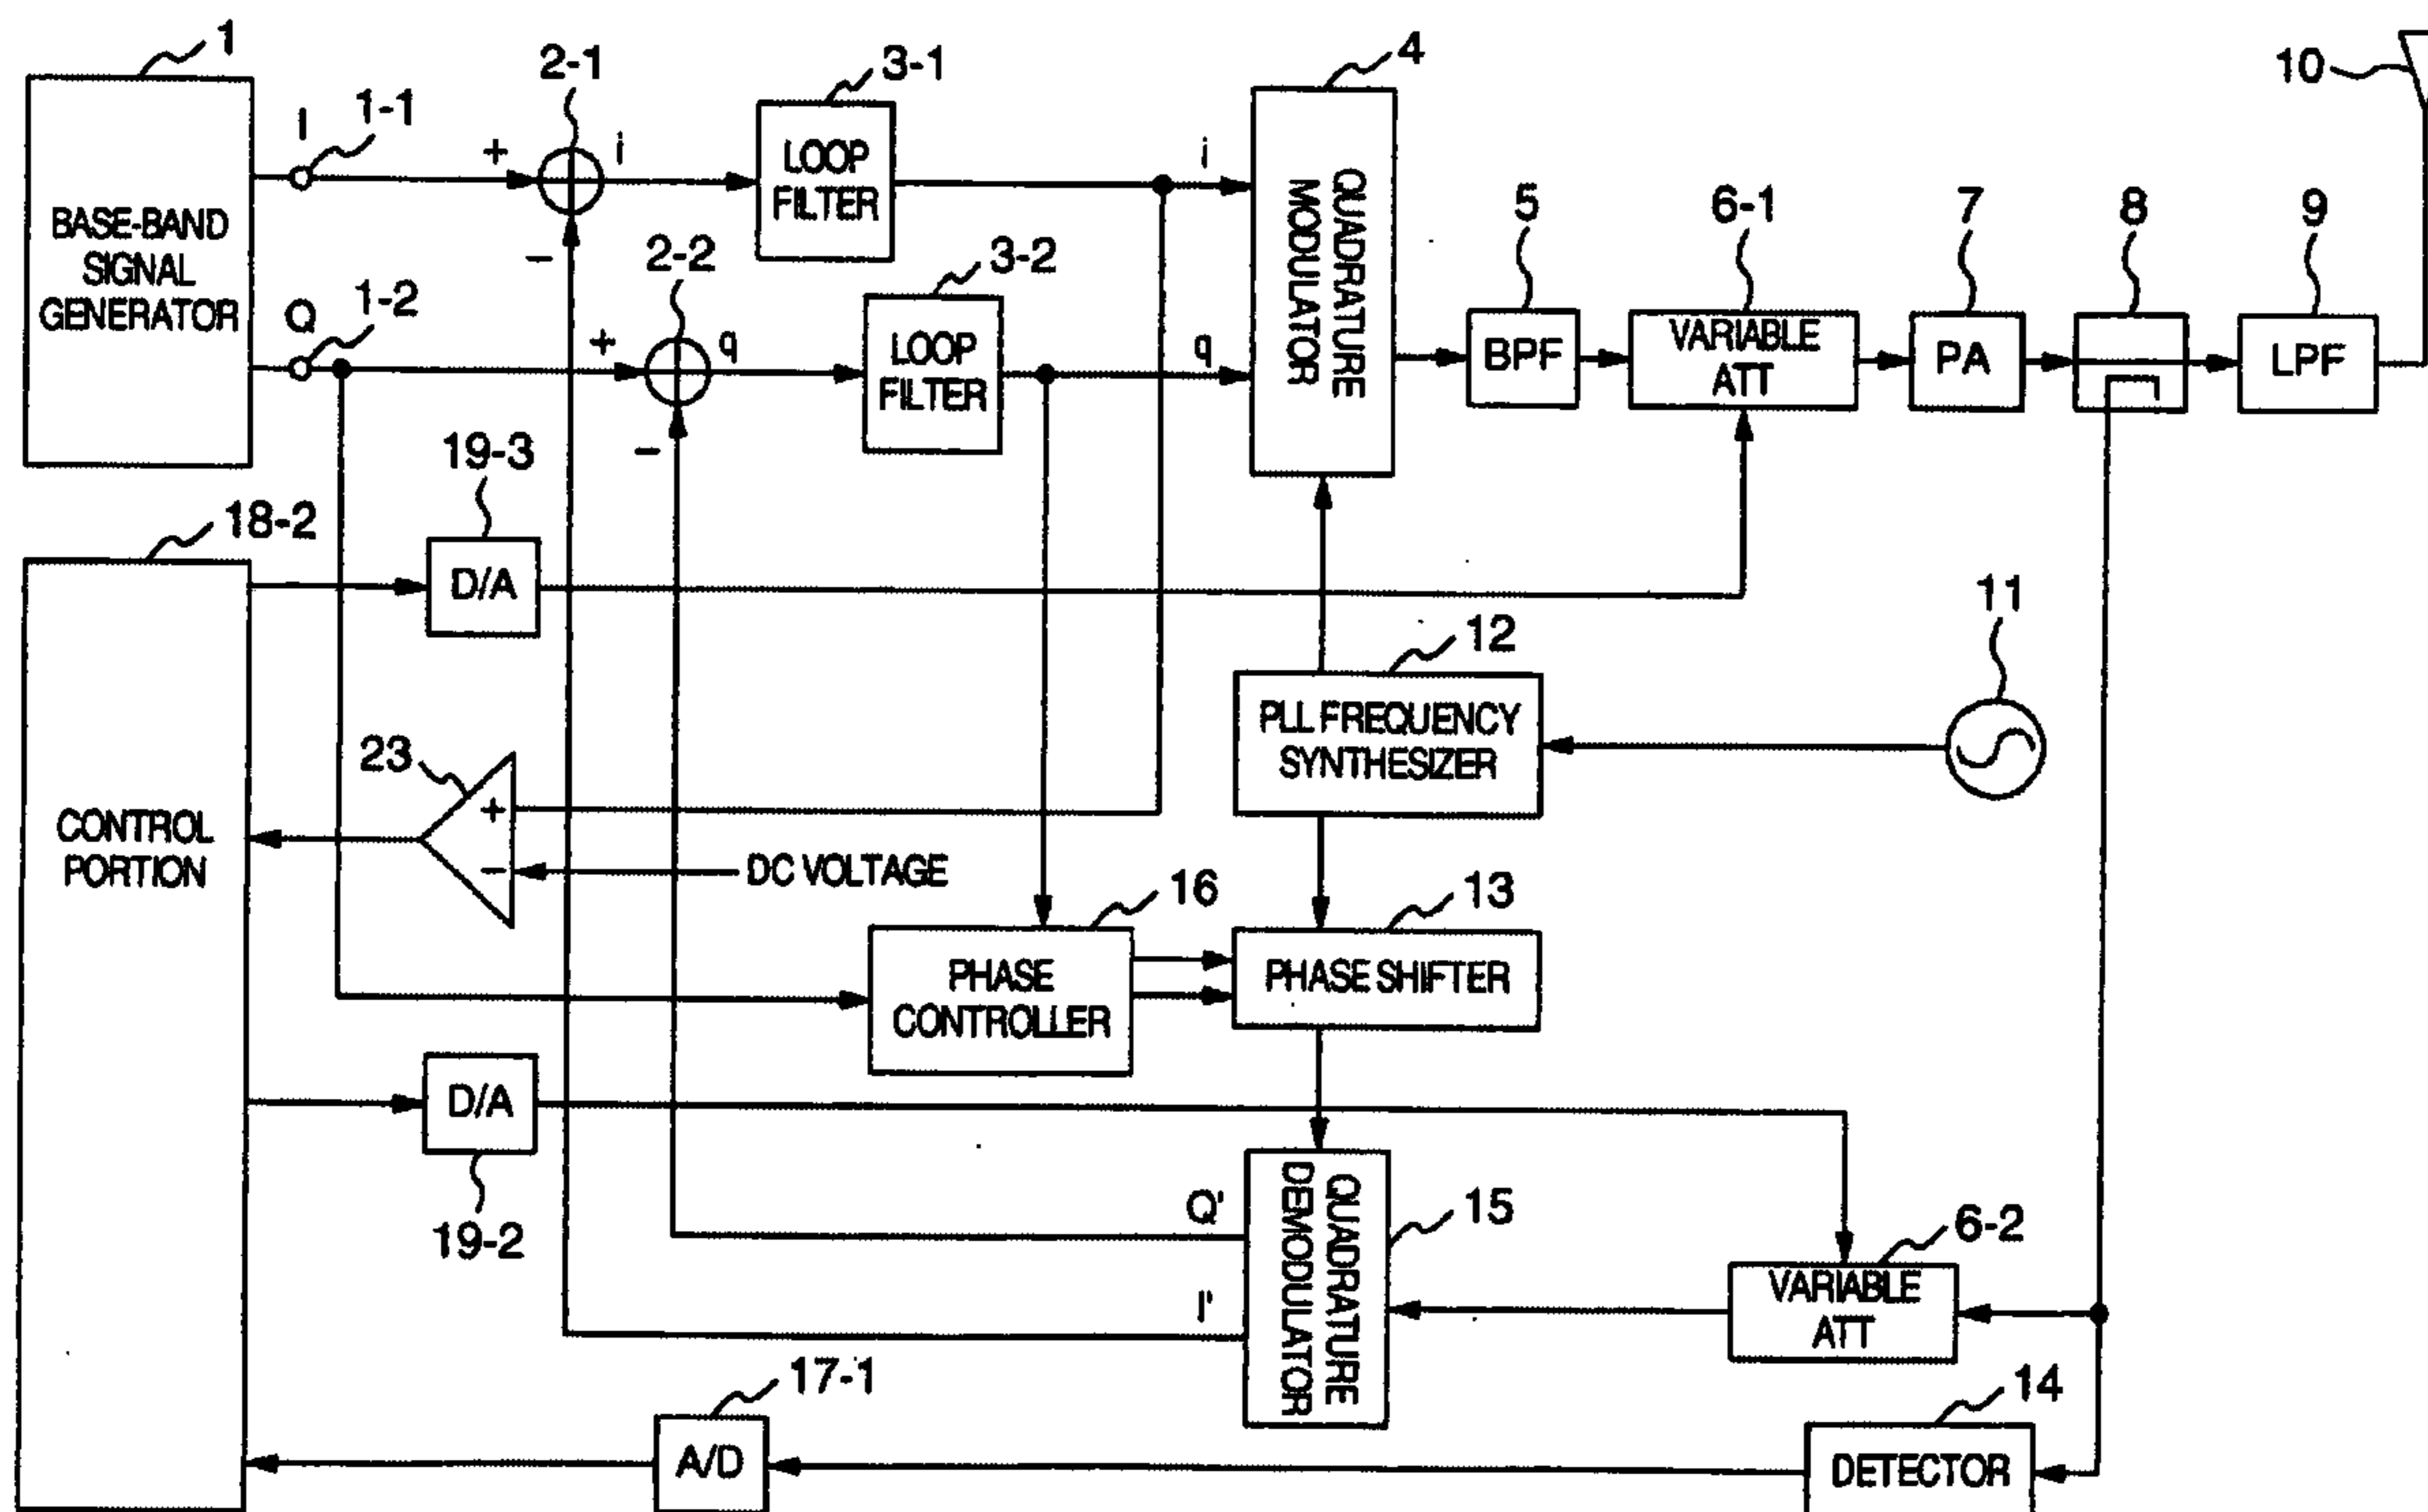 1
2-1
3-1
4
10
I
1-1
+
i
LOOP
FILTER
i
QUADRATURE
MODULATOR
BASE-BAND
SIGNAL
GENERATOR
−
2-2
3-2
5
6-1
7
8
9
Q
1-2
+
q
LOOP
FILTER
q
BPF
VARIABLE
ATT
PA
LPF
−
19-3
18-2
D/A
11
12
PLL FREQUENCY
SYNTHESIZER
23
+
−
DC VOLTAGE
CONTROL
PORTION
16
13
PHASE
CONTROLLER
PHASE SHIFTER
D/A
19-2
Q'
I'
QUADRATURE
DEMODULATOR
15
6-2
VARIABLE
ATT
17-1
A/D
14
DETECTOR